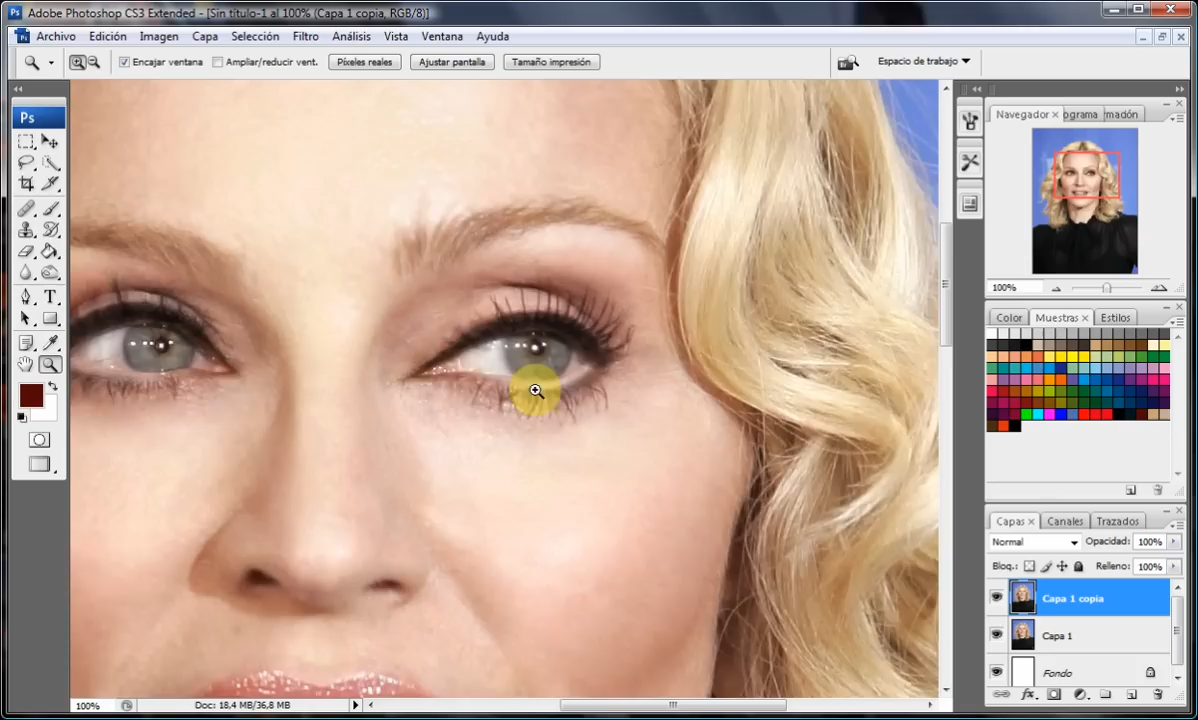 Adobe Photoshop CS3 Extended - [Sin título-1 al 100% (Capa 1 copia, RGB/8)]
Archivo Edición Imagen Capa Selección Filtro Análisis Vista Ventana Ayuda
Encajar ventana Ampliar/reducir vent. Píxeles reales Ajustar pantalla Tamaño impresión Espacio de trabajo
Ps
Navegador ograma mación
100%
Color Muestras Estilos
Capas Canales Trazados
Normal Opacidad: 100%
Bloq.: Relleno: 100%
Capa 1 copia
Capa 1
Fondo
100% Doc: 18,4 MB/36,8 MB